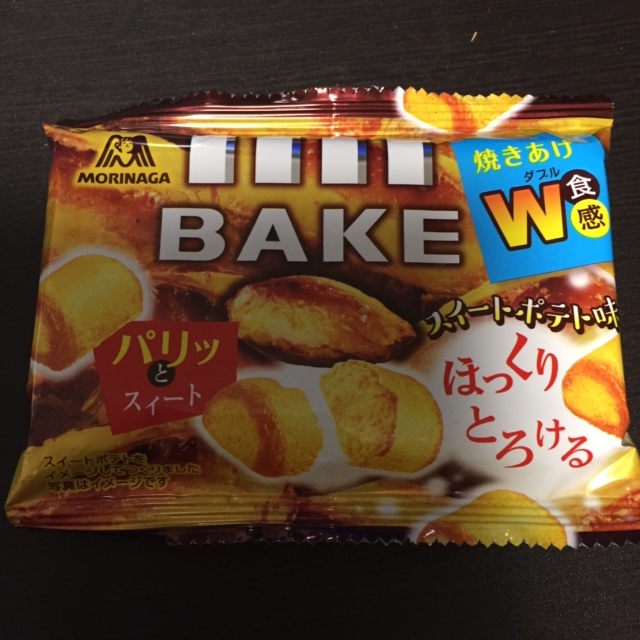 MORINAGA
BAKE
焼きあげ
ダブル
W食感
スイート・ポテト味
パリッ
と
スィート
ほっくり
とろける
スイートポテトを
イメージしてつくりました
写真はイメージです